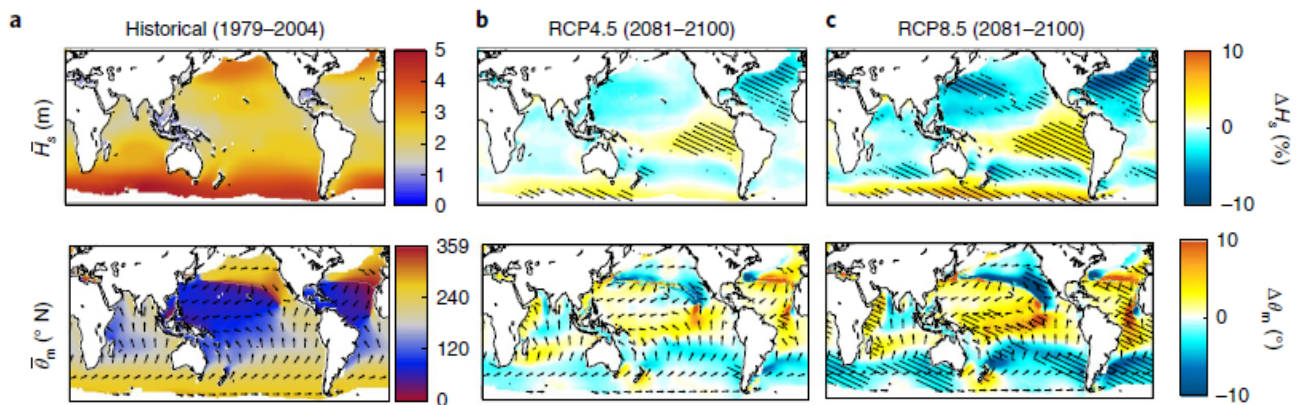 a b c
Historical (1979–2004) RCP4.5 (2081–2100) RCP8.5 (2081–2100)
H̅s (m)
5
4
3
2
1
0
10
0
−10
ΔHs (%)
θ̅m (° N)
359
240
120
0
10
0
−10
Δθm (°)